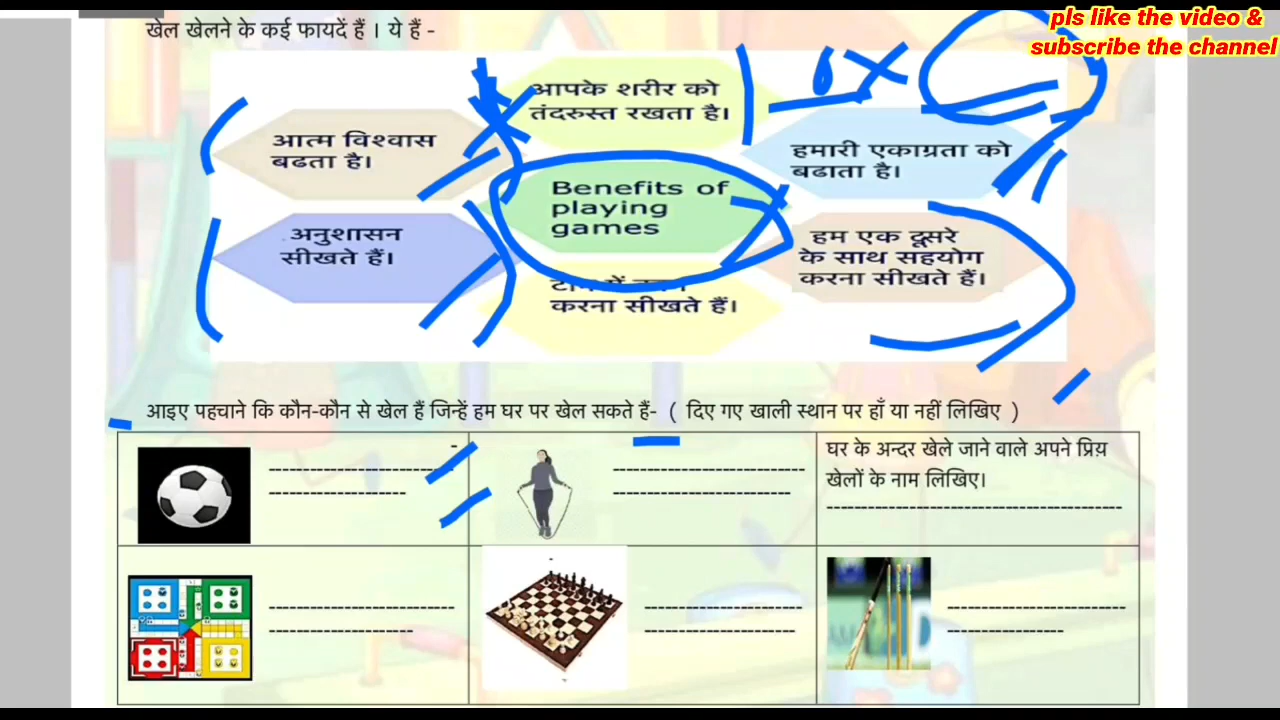 pls like the video &
subscribe the channel
खेल खेलने के कई फायदें हैं । ये हैं -
आपके शरीर को
तंदरुस्त रखता है।
आत्म विश्वास
बढता है।
हमारी एकाग्रता को
बढाता है।
Benefits of
playing
games
अनुशासन
सीखते हैं।
हम एक दूसरे
के साथ सहयोग
करना सीखते हैं।
करना सीखते हैं।
आइए पहचाने कि कौन-कौन से खेल हैं जिन्हें हम घर पर खेल सकते हैं- ( दिए गए खाली स्थान पर हाँ या नहीं लिखिए )
घर के अन्दर खेले जाने वाले अपने प्रिय
खेलों के नाम लिखिए।